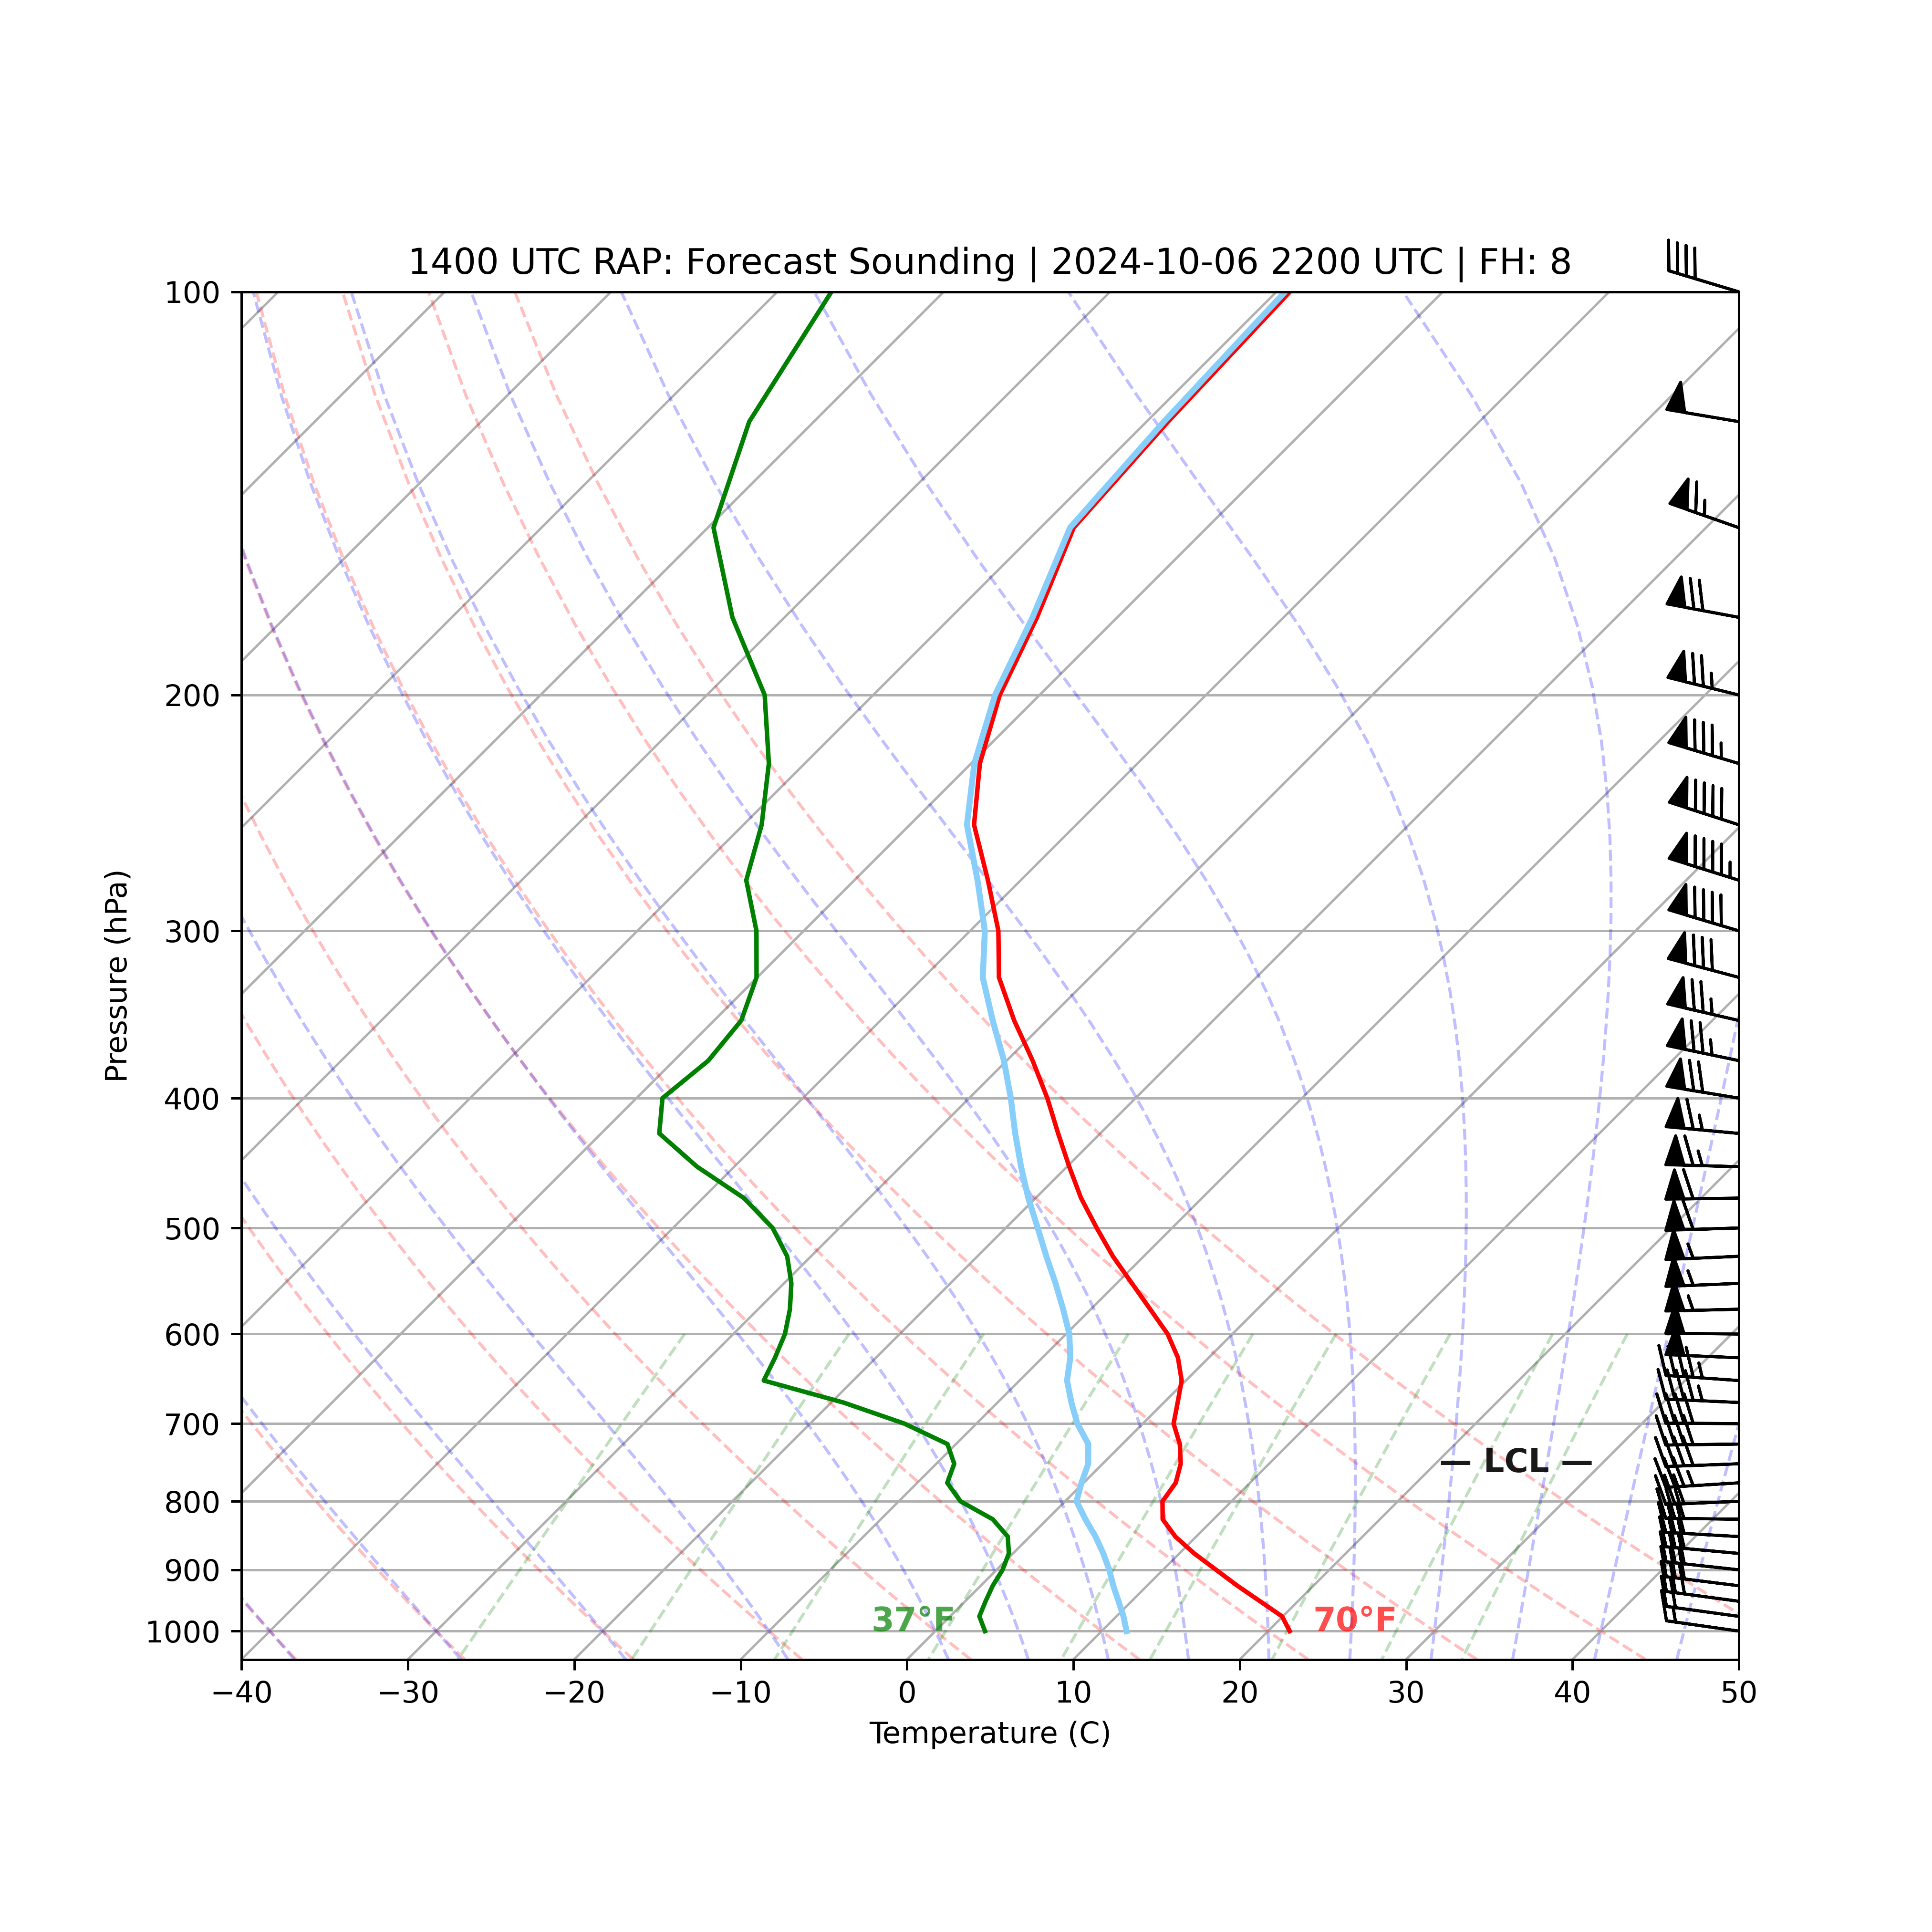 1400 UTC RAP: Forecast Sounding | 2024-10-06 2200 UTC | FH: 8
100
200
300
400
500
600
700
800
900
1000
Pressure (hPa)
— LCL —
37°F
70°F
−40 −30 −20 −10 0 10 20 30 40 50
Temperature (C)